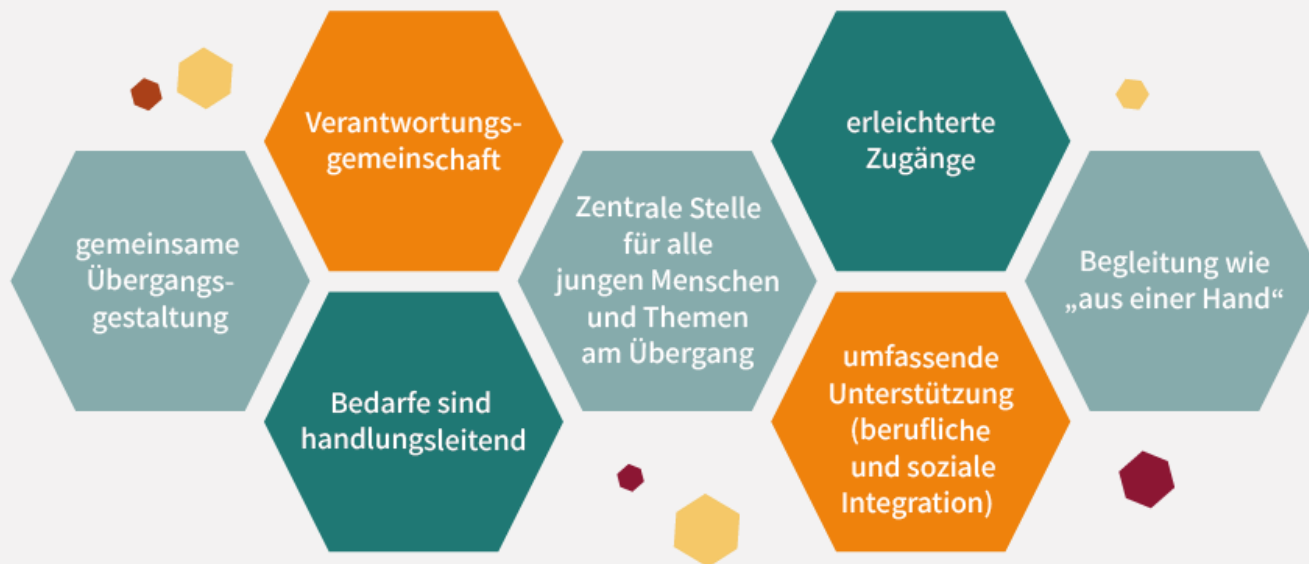 gemeinsame
Übergangs-
gestaltung
Verantwortungs-
gemeinschaft
Bedarfe sind
handlungsleitend
Zentrale Stelle
für alle
jungen Menschen
und Themen
am Übergang
erleichterte
Zugänge
umfassende
Unterstützung
(berufliche
und soziale
Integration)
Begleitung wie
„aus einer Hand“